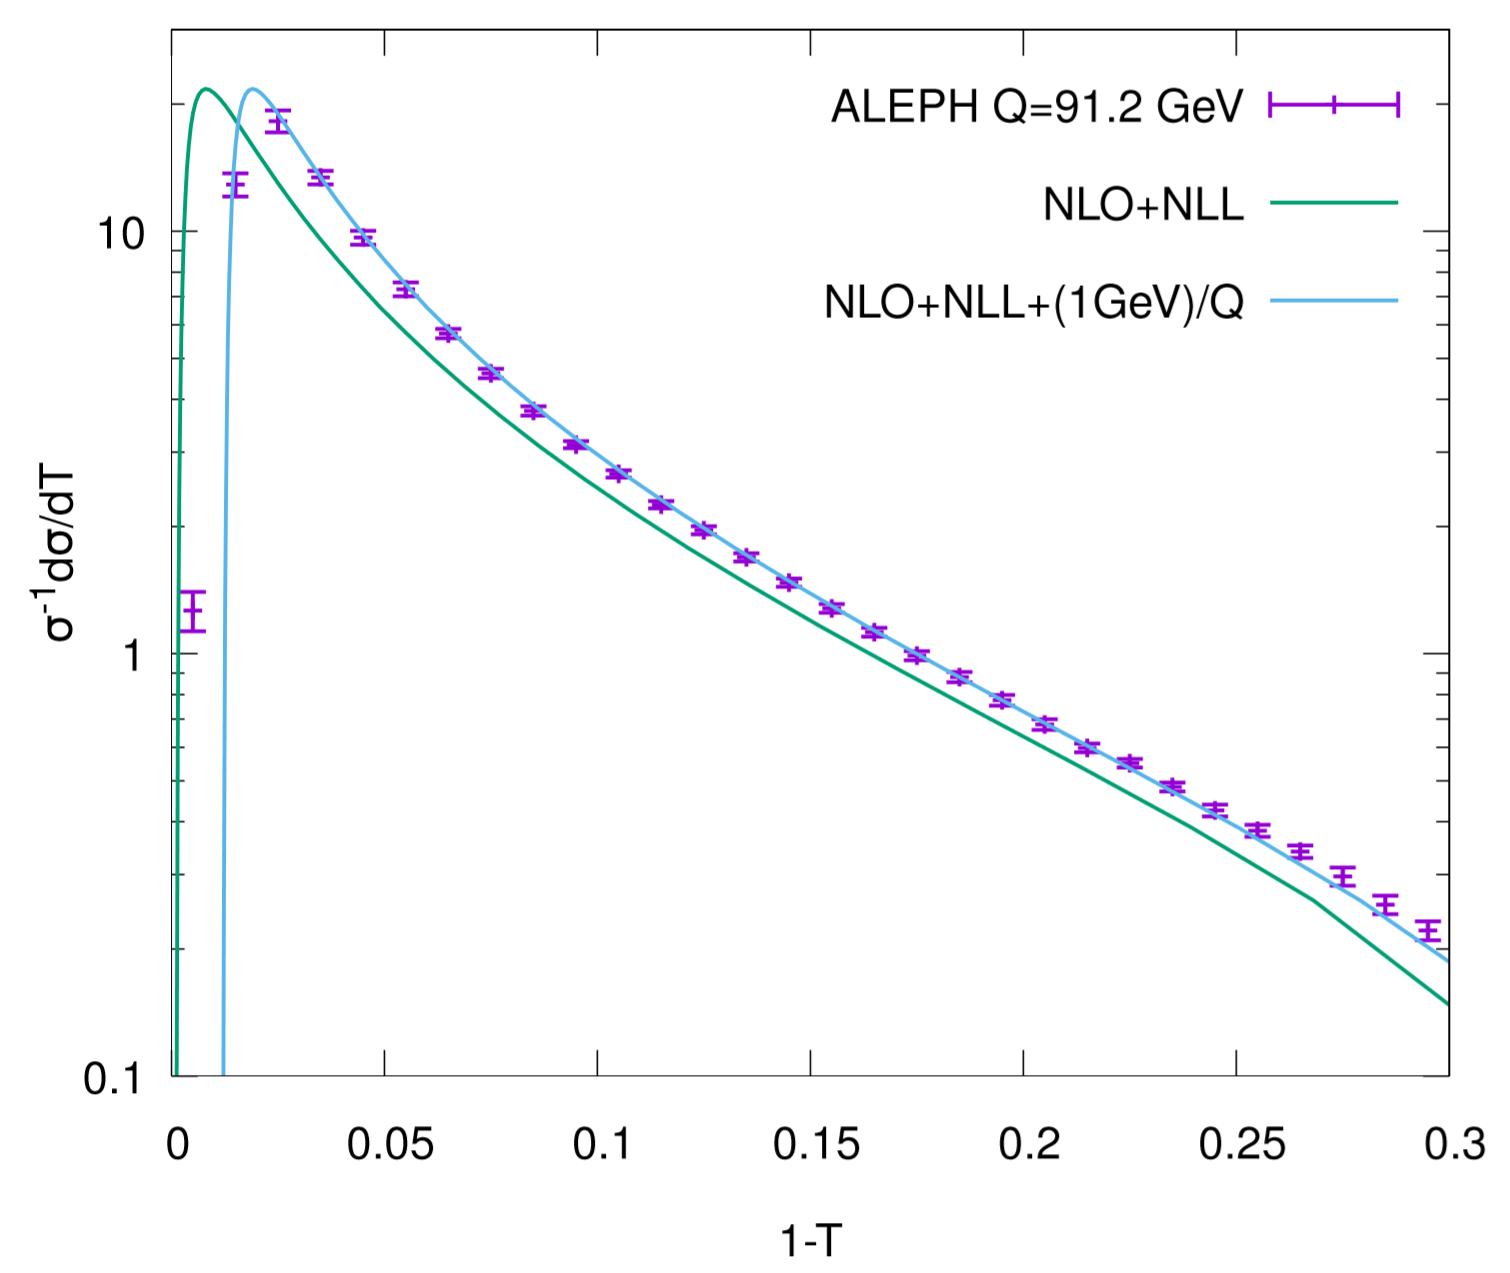 ALEPH Q=91.2 GeV
NLO+NLL
NLO+NLL+(1GeV)/Q
10
1
0.1
σ⁻¹dσ/dT
0 0.05 0.1 0.15 0.2 0.25 0.3
1-T